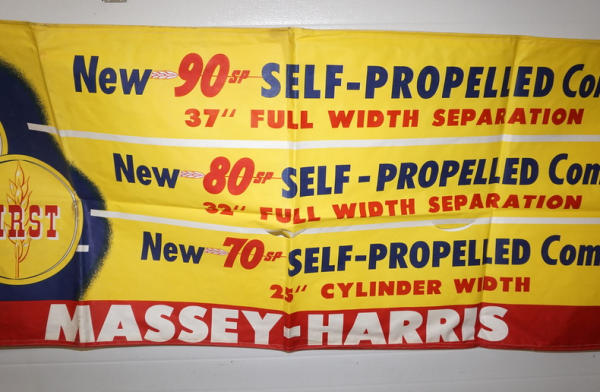 New 90 SP SELF-PROPELLED Com
37" FULL WIDTH SEPARATION
New 80 SP SELF-PROPELLED Com
32" FULL WIDTH SEPARATION
New 70 SP SELF-PROPELLED Com
25" CYLINDER WIDTH
IRST
MASSEY-HARRIS